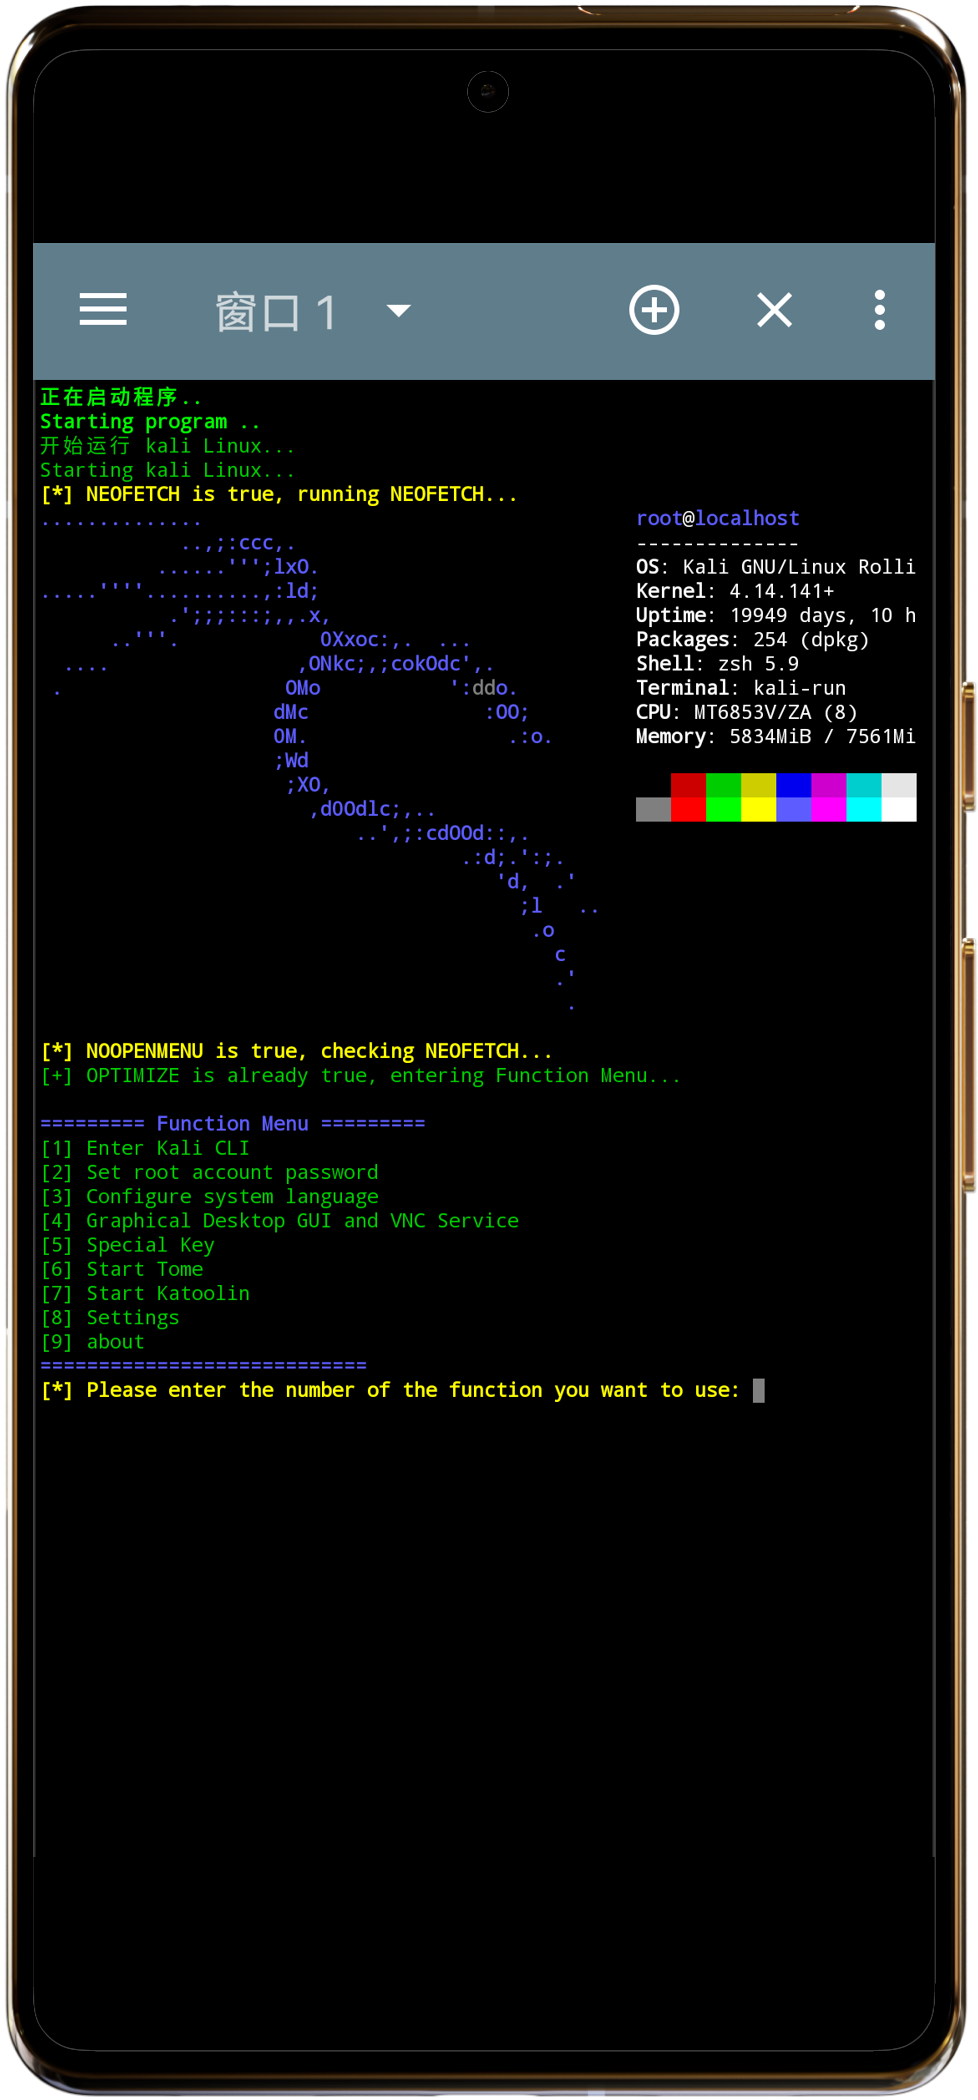 窗口 1
正在启动程序..
Starting program ..
开始运行 kali Linux...
Starting kali Linux...
[*] NEOFETCH is true, running NEOFETCH...
..............
            ..,;:ccc,.
          ......''';lxO.
.....''''..........,:ld;
           .';;;:::;,,.x,
      ..'''.            0Xxoc:,.  ...
  ....                ,ONkc;,;cokOdc',.
 .                   OMo           ':ddo.
                    dMc               :OO;
                    0M.                 .:o.
                    ;Wd
                     ;XO,
                       ,d0Odlc;,..
                           ..',;:cdOOd::,.
                                    .:d;.':;.
                                       'd,  .'
                                         ;l   ..
                                          .o
                                            c
                                            .'
                                             .
root@localhost
--------------
OS: Kali GNU/Linux Rolli
Kernel: 4.14.141+
Uptime: 19949 days, 10 h
Packages: 254 (dpkg)
Shell: zsh 5.9
Terminal: kali-run
CPU: MT6853V/ZA (8)
Memory: 5834MiB / 7561Mi
[*] NOOPENMENU is true, checking NEOFETCH...
[+] OPTIMIZE is already true, entering Function Menu...
========= Function Menu =========
[1] Enter Kali CLI
[2] Set root account password
[3] Configure system language
[4] Graphical Desktop GUI and VNC Service
[5] Special Key
[6] Start Tome
[7] Start Katoolin
[8] Settings
[9] about
============================
[*] Please enter the number of the function you want to use: